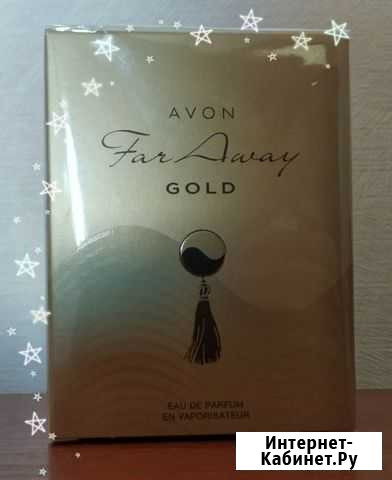 AVON
Far Away
GOLD
EAU DE PARFUM
EN VAPORISATEUR
Интернет-
Кабинет.Ру